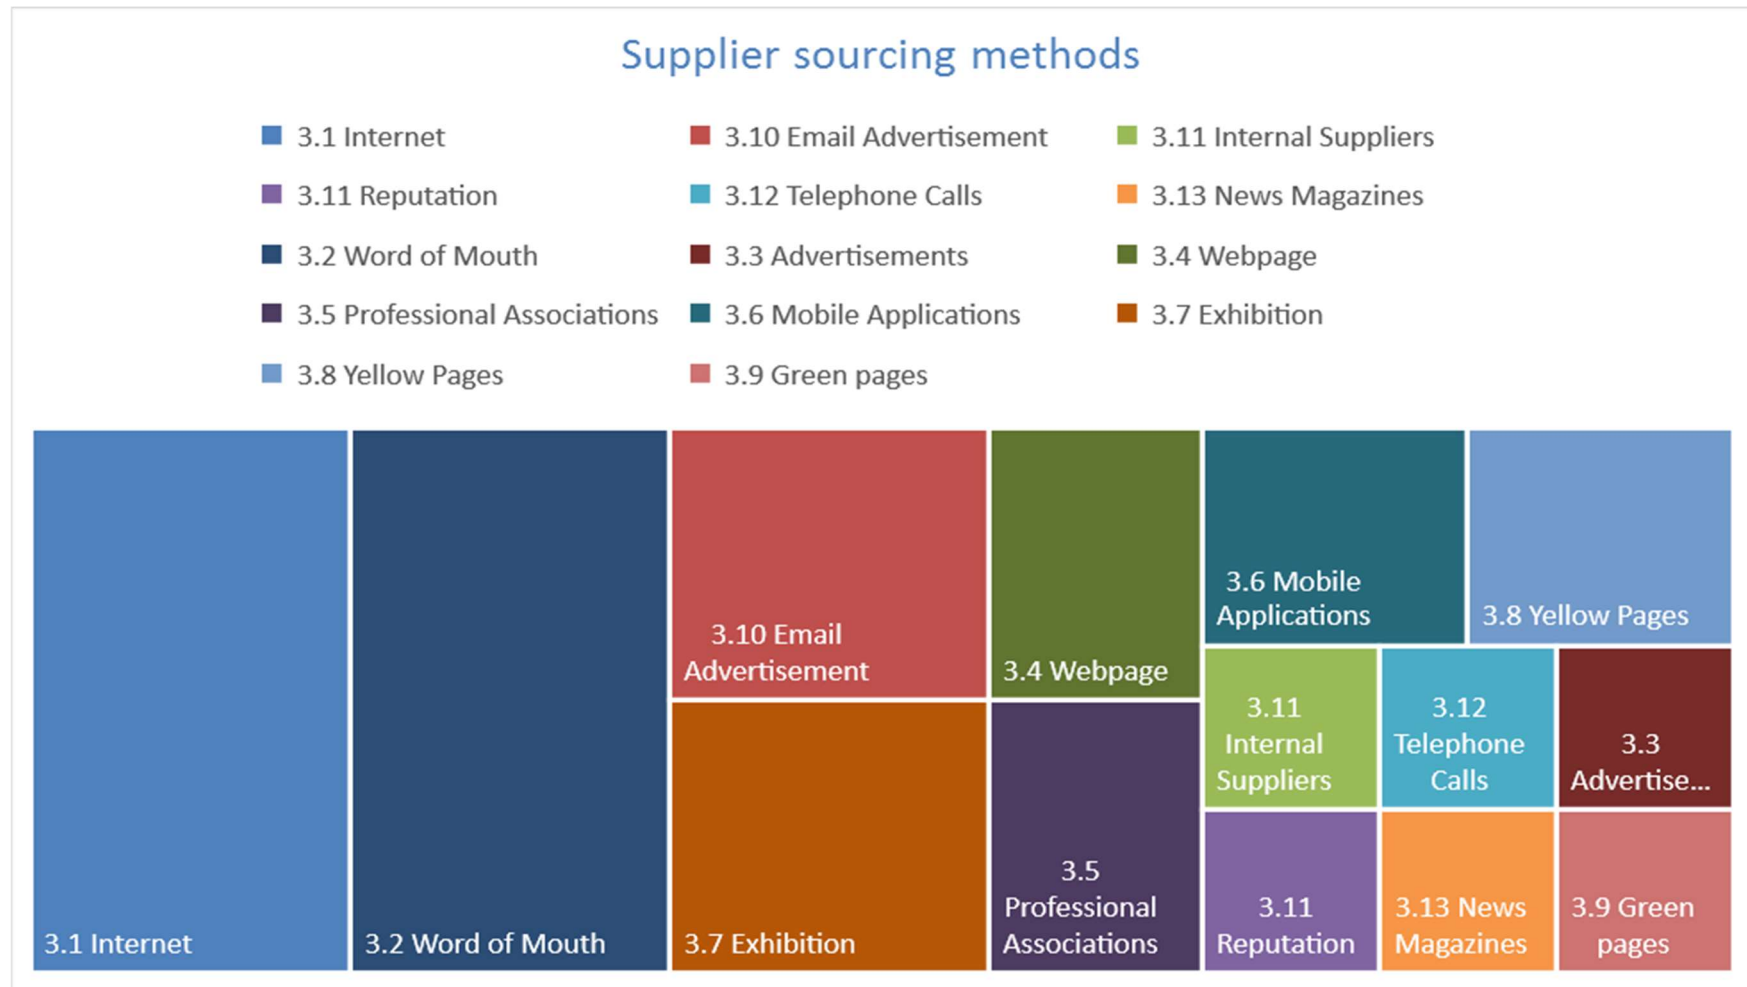 Supplier sourcing methods
3.1 Internet
3.10 Email Advertisement
3.11 Internal Suppliers
3.11 Reputation
3.12 Telephone Calls
3.13 News Magazines
3.2 Word of Mouth
3.3 Advertisements
3.4 Webpage
3.5 Professional Associations
3.6 Mobile Applications
3.7 Exhibition
3.8 Yellow Pages
3.9 Green pages
3.1 Internet
3.2 Word of Mouth
3.10 Email
Advertisement
3.7 Exhibition
3.4 Webpage
3.5
Professional
Associations
3.6 Mobile
Applications
3.8 Yellow Pages
3.11
Internal
Suppliers
3.12
Telephone
Calls
3.3
Advertise...
3.11
Reputation
3.13 News
Magazines
3.9 Green
pages